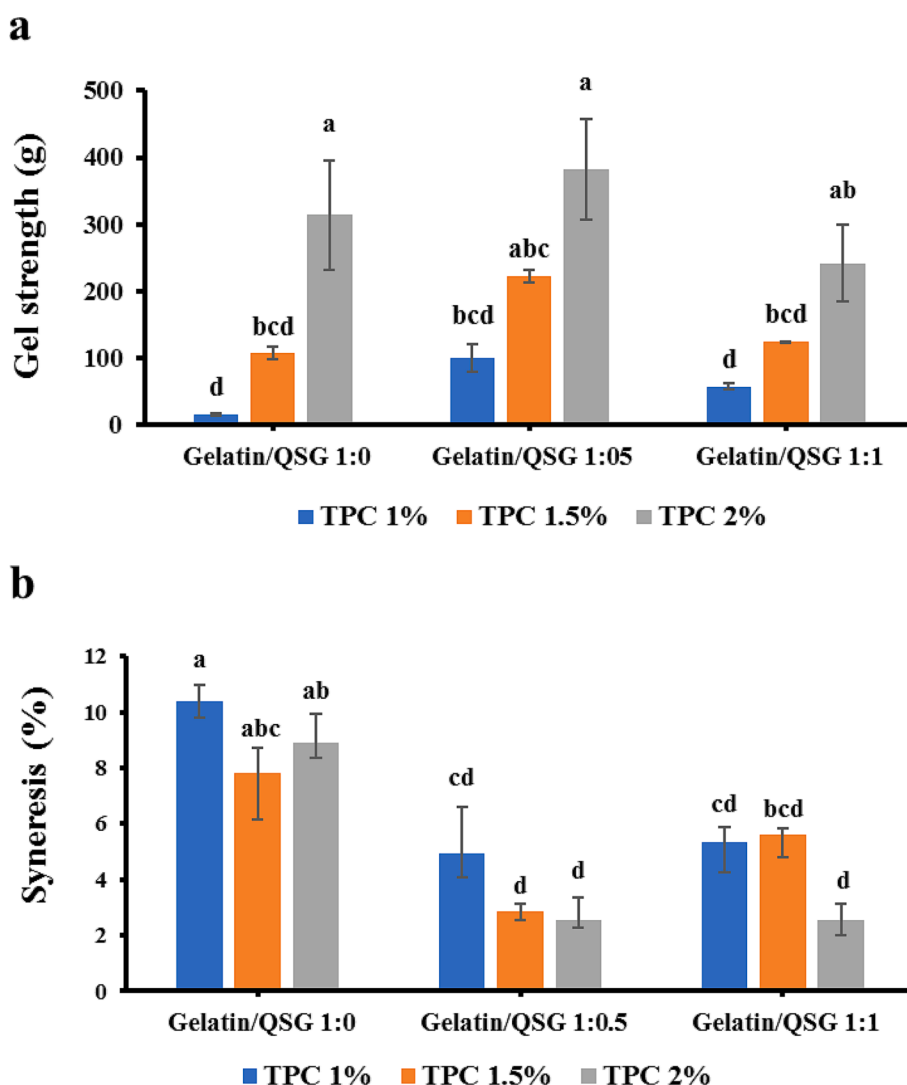 a
500
400
300
200
100
0
Gel strength (g)
d
bcd
a
bcd
abc
a
d
bcd
ab
Gelatin/QSG 1:0 Gelatin/QSG 1:05 Gelatin/QSG 1:1
TPC 1% TPC 1.5% TPC 2%
b
12
10
8
6
4
2
0
Syneresis (%)
a
abc
ab
cd
d
d
cd
bcd
d
Gelatin/QSG 1:0 Gelatin/QSG 1:0.5 Gelatin/QSG 1:1
TPC 1% TPC 1.5% TPC 2%